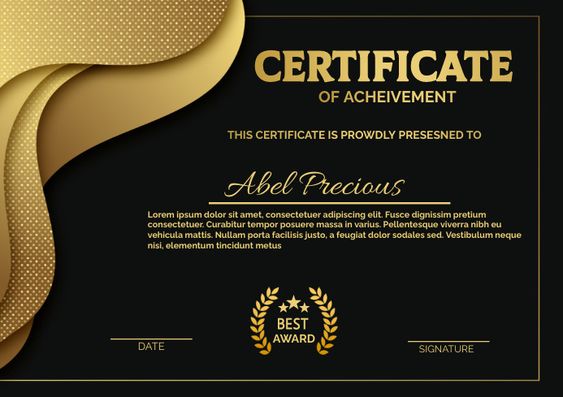 CERTIFICATE
OF ACHEIVEMENT
THIS CERTIFICATE IS PROWDLY PRESESNED TO
Abel Precious
Lorem ipsum dolor sit amet, consectetuer adipiscing elit. Fusce dignissim pretium
consectetuer. Curabitur tempor posuere massa in varius. Pellentesque viverra nibh eu
vehicula mattis. Nullam porta facilisis justo, a feugiat dolor sodales sed. Vestibulum neque
nisi, elementum tincidunt metus
BEST
AWARD
DATE
SIGNATURE